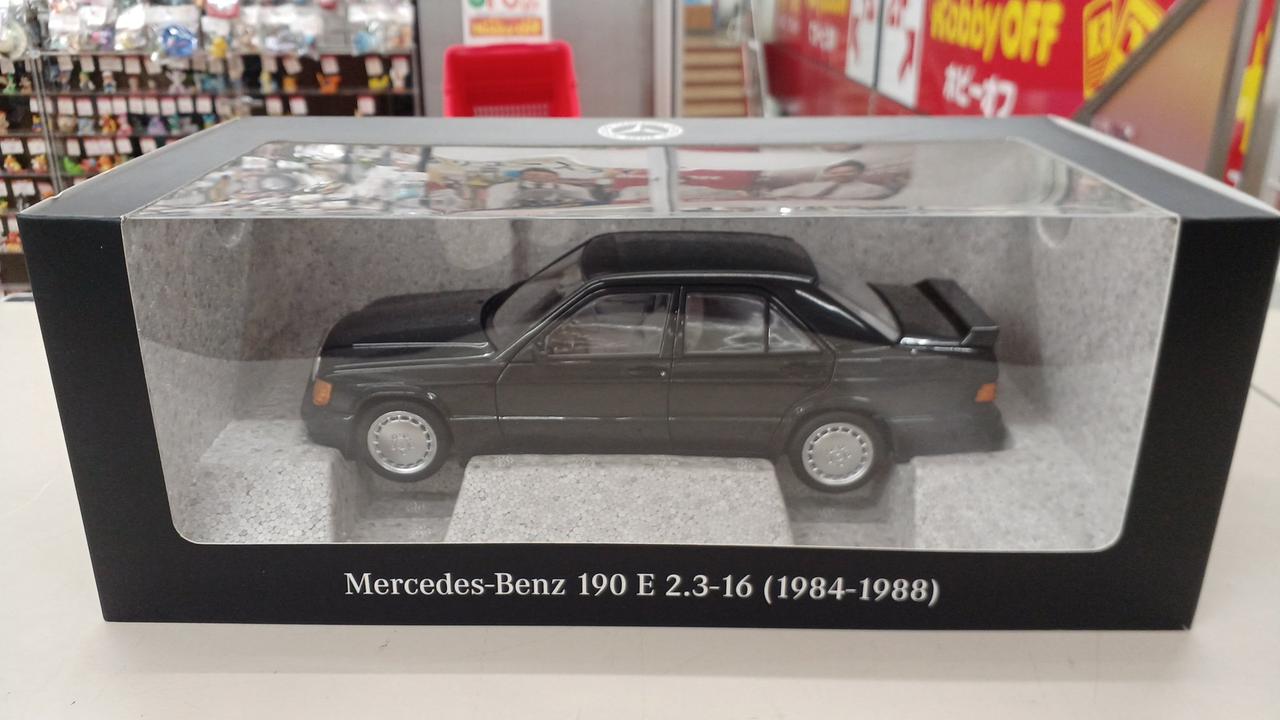 HobbyOFF
ホビーオフ
Mercedes-Benz 190 E 2.3-16 (1984-1988)